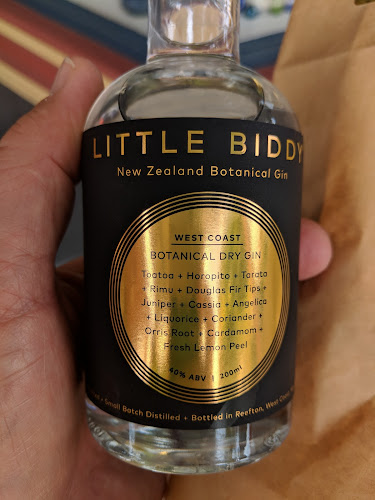 LITTLE BIDDY
New Zealand Botanical Gin
WEST COAST
BOTANICAL DRY GIN
Toatoa + Horopito + Tarata
+ Rimu + Douglas Fir Tips +
Juniper + Cassia + Angelica
+ Liquorice + Coriander +
Orris Root + Cardamom +
Fresh Lemon Peel
40% ABV | 200ml
+ Small Batch Distilled + Bottled in Reefton, West Coast,